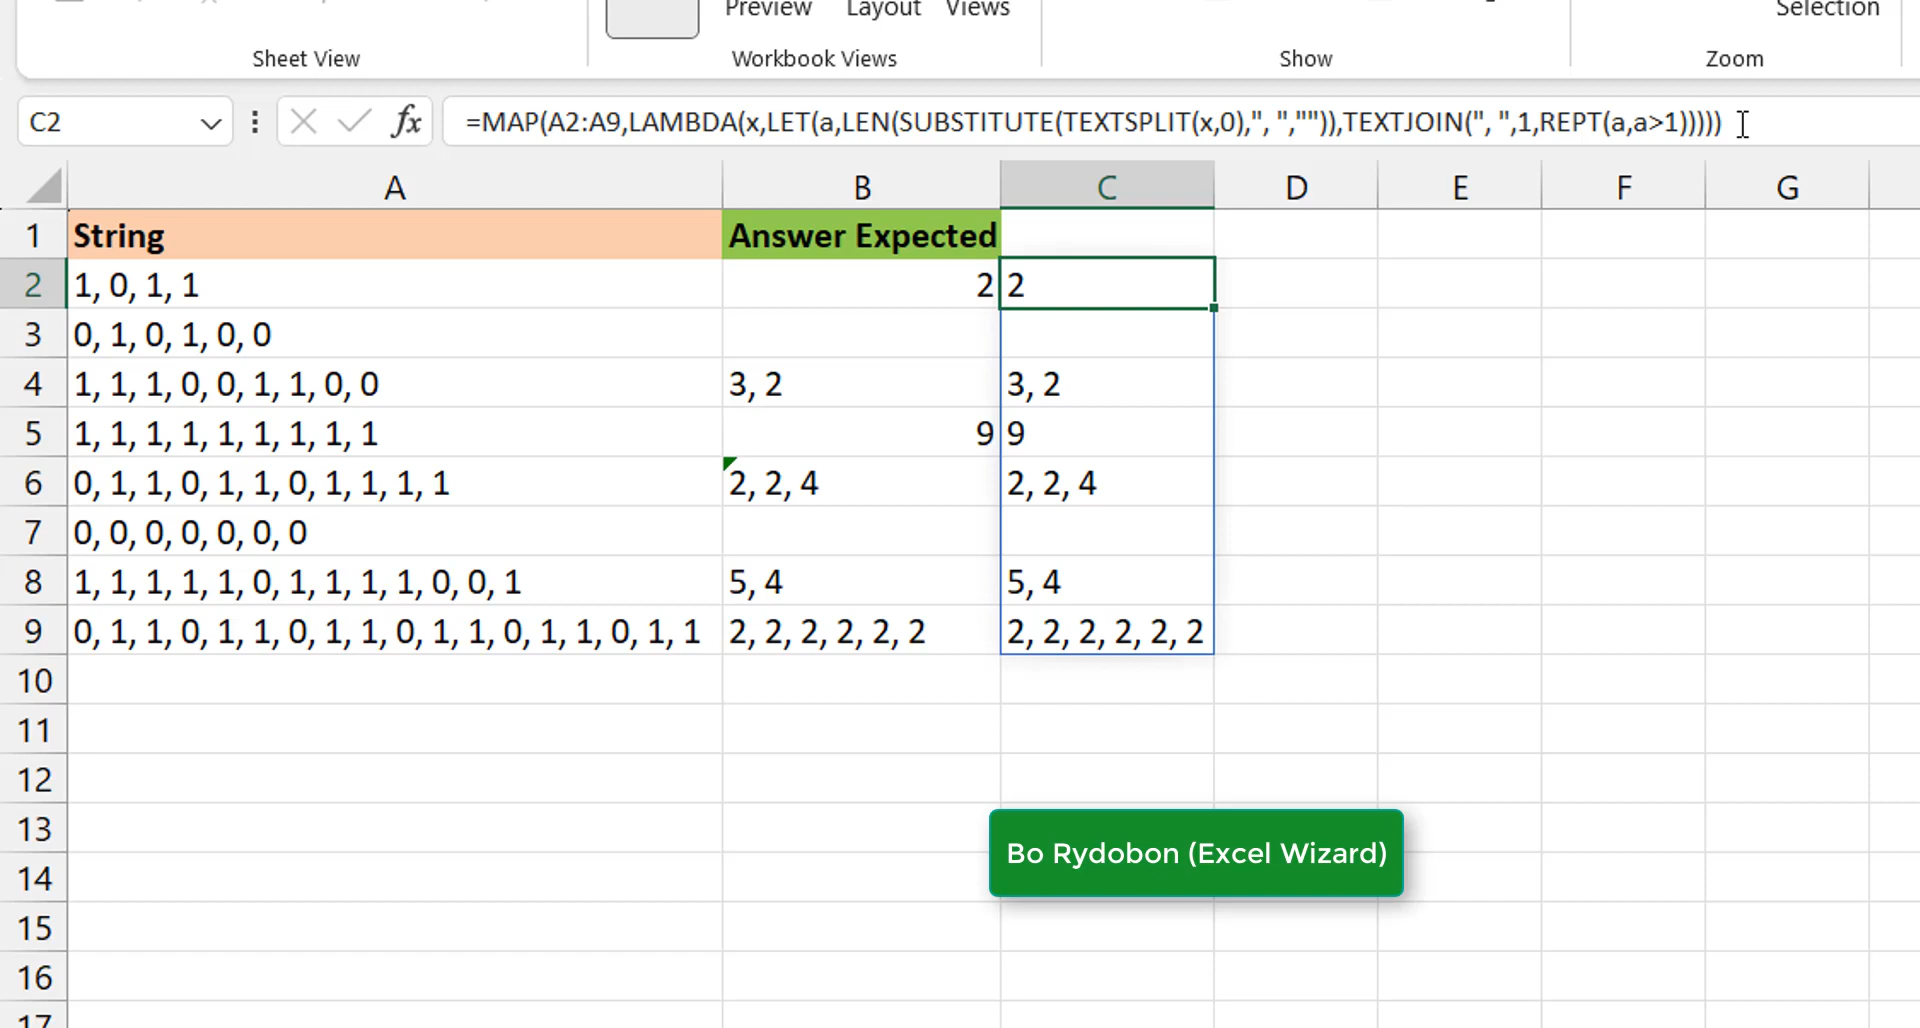 Preview Layout Views Selection
Sheet View Workbook Views Show Zoom
C2 fx =MAP(A2:A9,LAMBDA(x,LET(a,LEN(SUBSTITUTE(TEXTSPLIT(x,0),", ","")),TEXTJOIN(", ",1,REPT(a,a>1)))))
A B C D E F G
1 String Answer Expected
2 1, 0, 1, 1 2 2
3 0, 1, 0, 1, 0, 0
4 1, 1, 1, 0, 0, 1, 1, 0, 0 3, 2 3, 2
5 1, 1, 1, 1, 1, 1, 1, 1, 1 9 9
6 0, 1, 1, 0, 1, 1, 0, 1, 1, 1, 1 2, 2, 4 2, 2, 4
7 0, 0, 0, 0, 0, 0, 0
8 1, 1, 1, 1, 1, 0, 1, 1, 1, 1, 0, 0, 1 5, 4 5, 4
9 0, 1, 1, 0, 1, 1, 0, 1, 1, 0, 1, 1, 0, 1, 1, 0, 1, 1 2, 2, 2, 2, 2, 2 2, 2, 2, 2, 2, 2
10
11
12
13
Bo Rydobon (Excel Wizard)
14
15
16
17